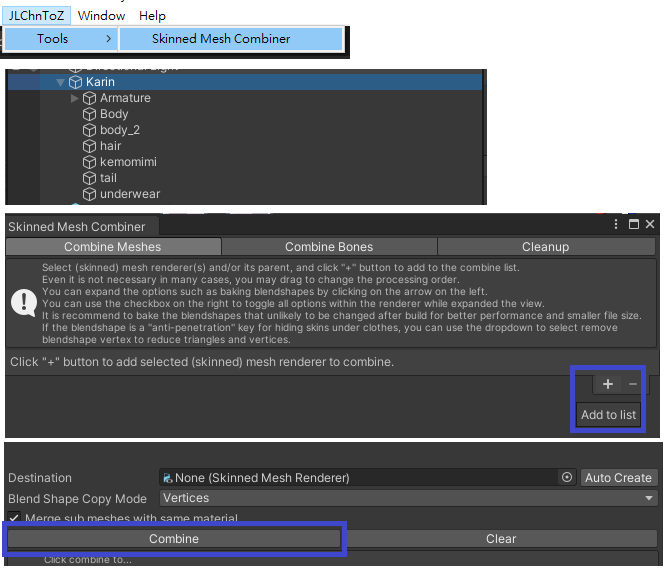 JLChnToZ Window Help
Tools > Skinned Mesh Combiner
Directional Light
Karin
Armature
Body
body_2
hair
kemomimi
tail
underwear
Skinned Mesh Combiner
Combine Meshes Combine Bones Cleanup
Select (skinned) mesh renderer(s) and/or its parent, and click "+" button to add to the combine list.
Even it is not necessary in many cases, you may drag to change the processing order.
You can expand the options such as baking blendshapes by clicking on the arrow on the left.
You can use the checkbox on the right to toggle all options within the renderer while expanded the view.
It is recommend to bake the blendshapes that unlikely to be changed after build for better performance and smaller file size.
If the blendshape is a "anti-penetration" key for hiding skins under clothes, you can use the dropdown to select remove
blendshape vertex to reduce triangles and vertices.
Click "+" button to add selected (skinned) mesh renderer to combine.
+ −
Add to list
Destination None (Skinned Mesh Renderer) Auto Create
Blend Shape Copy Mode Vertices
Merge sub meshes with same material
Combine Clear
Click combine to...